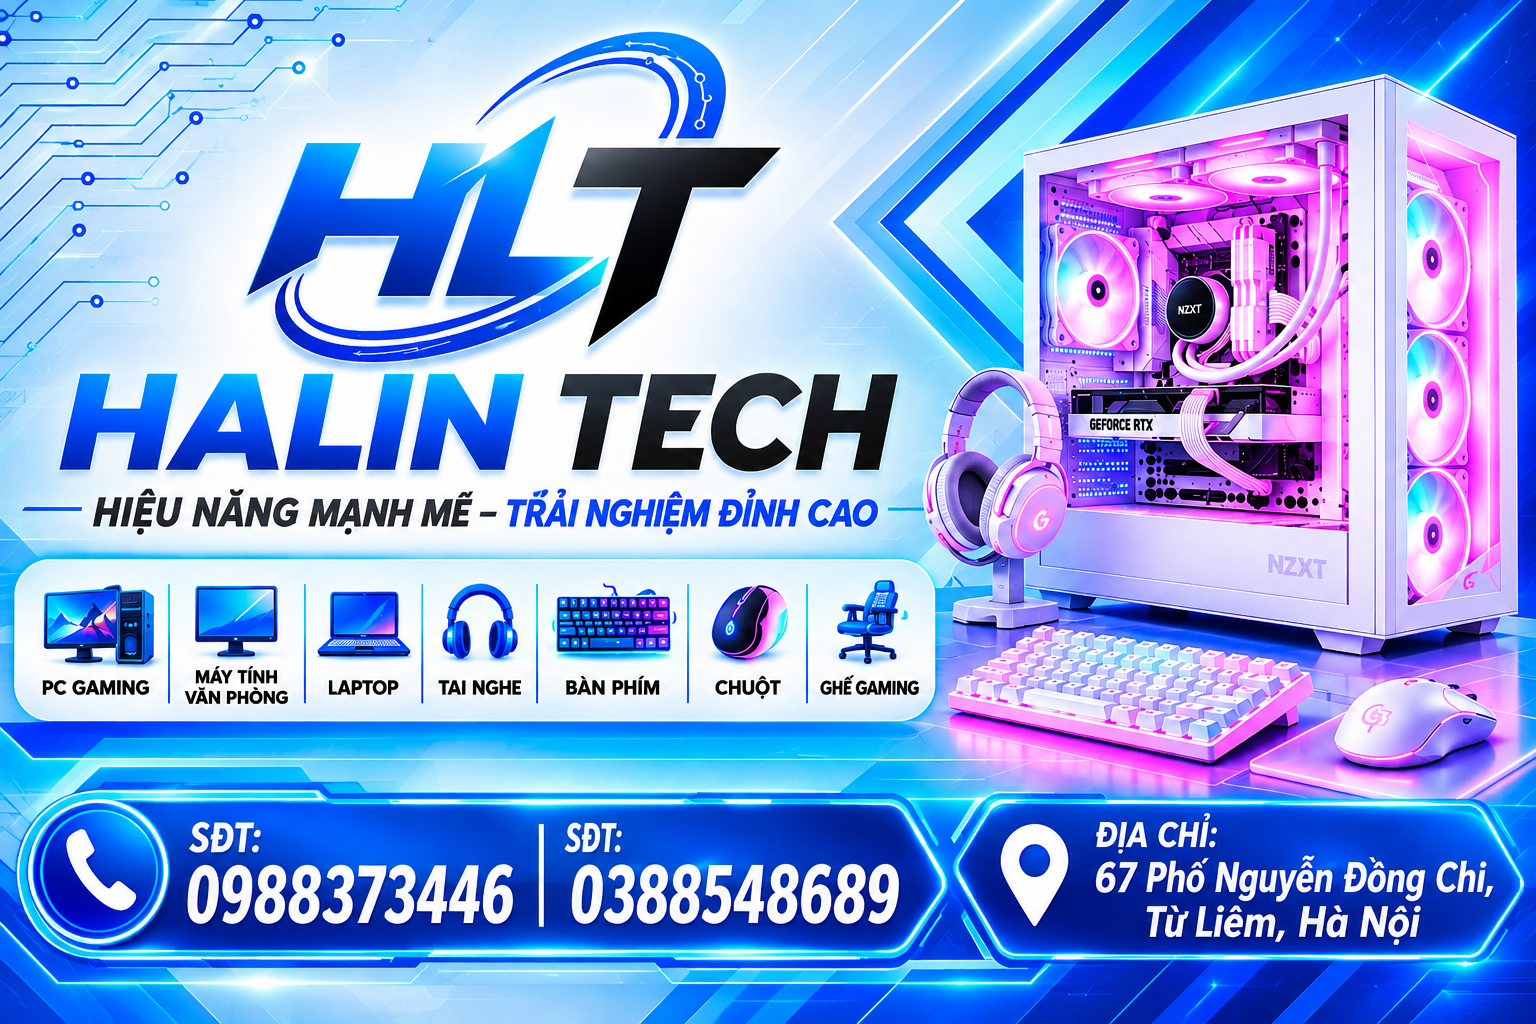 HLT
HALIN TECH
HIỆU NĂNG MẠNH MẼ – TRẢI NGHIỆM ĐỈNH CAO
PC GAMING
MÁY TÍNH
VĂN PHÒNG
LAPTOP
TAI NGHE
BÀN PHÍM
CHUỘT
GHẾ GAMING
NZXT
GEFORCE RTX
NZXT
SĐT:
0988373446
SĐT:
0388548689
ĐỊA CHỈ:
67 Phố Nguyễn Đồng Chi,
Từ Liêm, Hà Nội